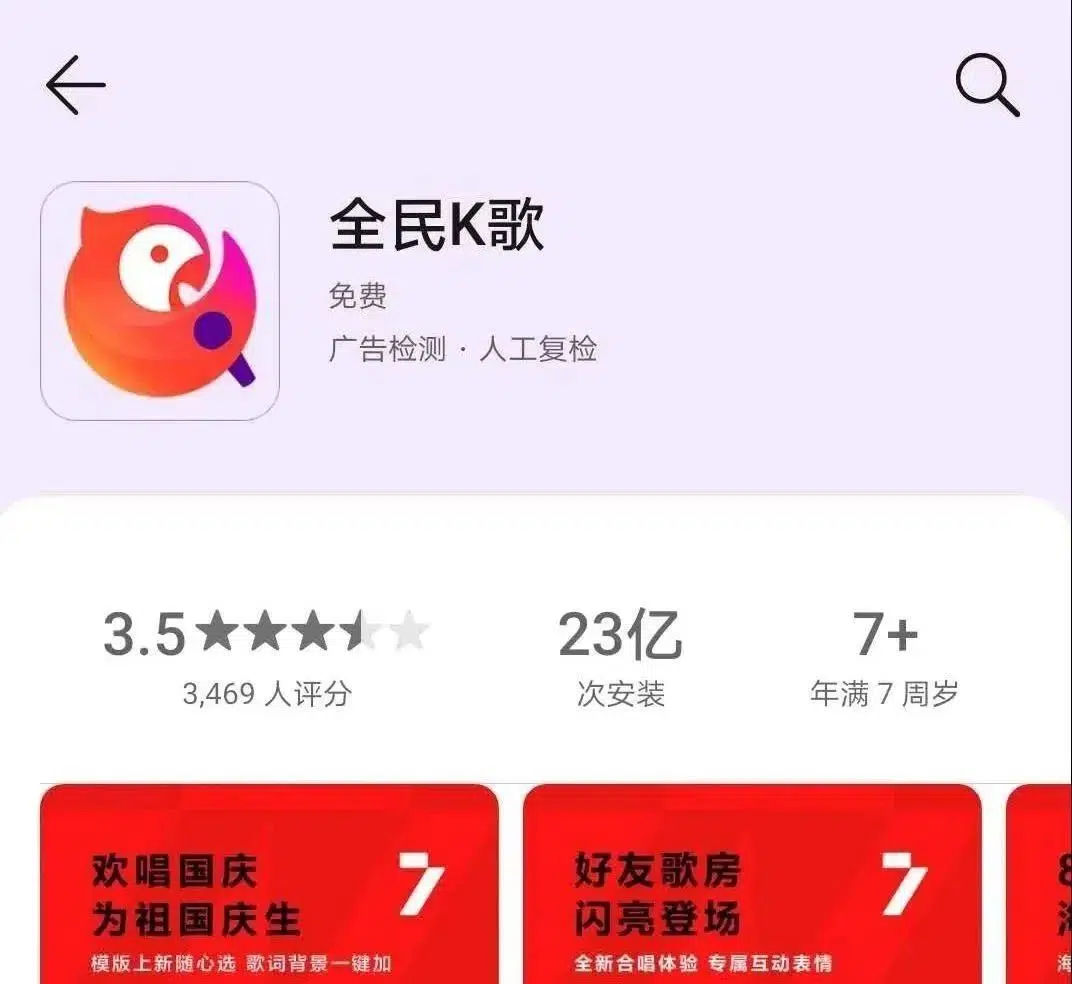 全民K歌
免费
广告检测 · 人工复检
3.5
3,469 人评分
23亿
次安装
7+
年满 7 周岁
欢唱国庆
为祖国庆生
7
模版上新随心选 歌词背景一键加
好友歌房
闪亮登场
7
全新合唱体验 专属互动表情
海